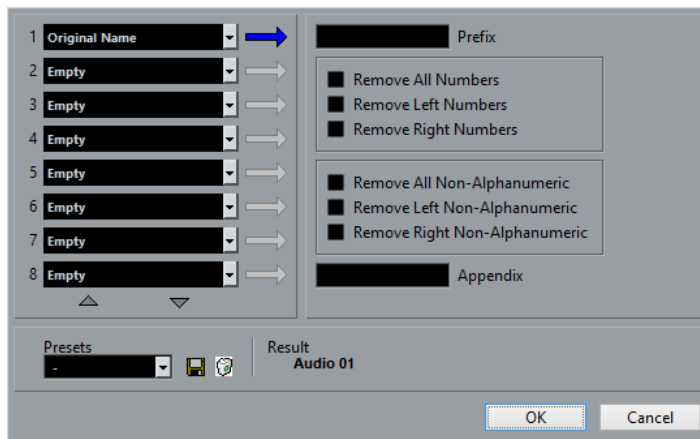 1 Original Name
2 Empty
3 Empty
4 Empty
5 Empty
6 Empty
7 Empty
8 Empty
Prefix
Remove All Numbers
Remove Left Numbers
Remove Right Numbers
Remove All Non-Alphanumeric
Remove Left Non-Alphanumeric
Remove Right Non-Alphanumeric
Appendix
Presets
-
Result
Audio 01
OK
Cancel